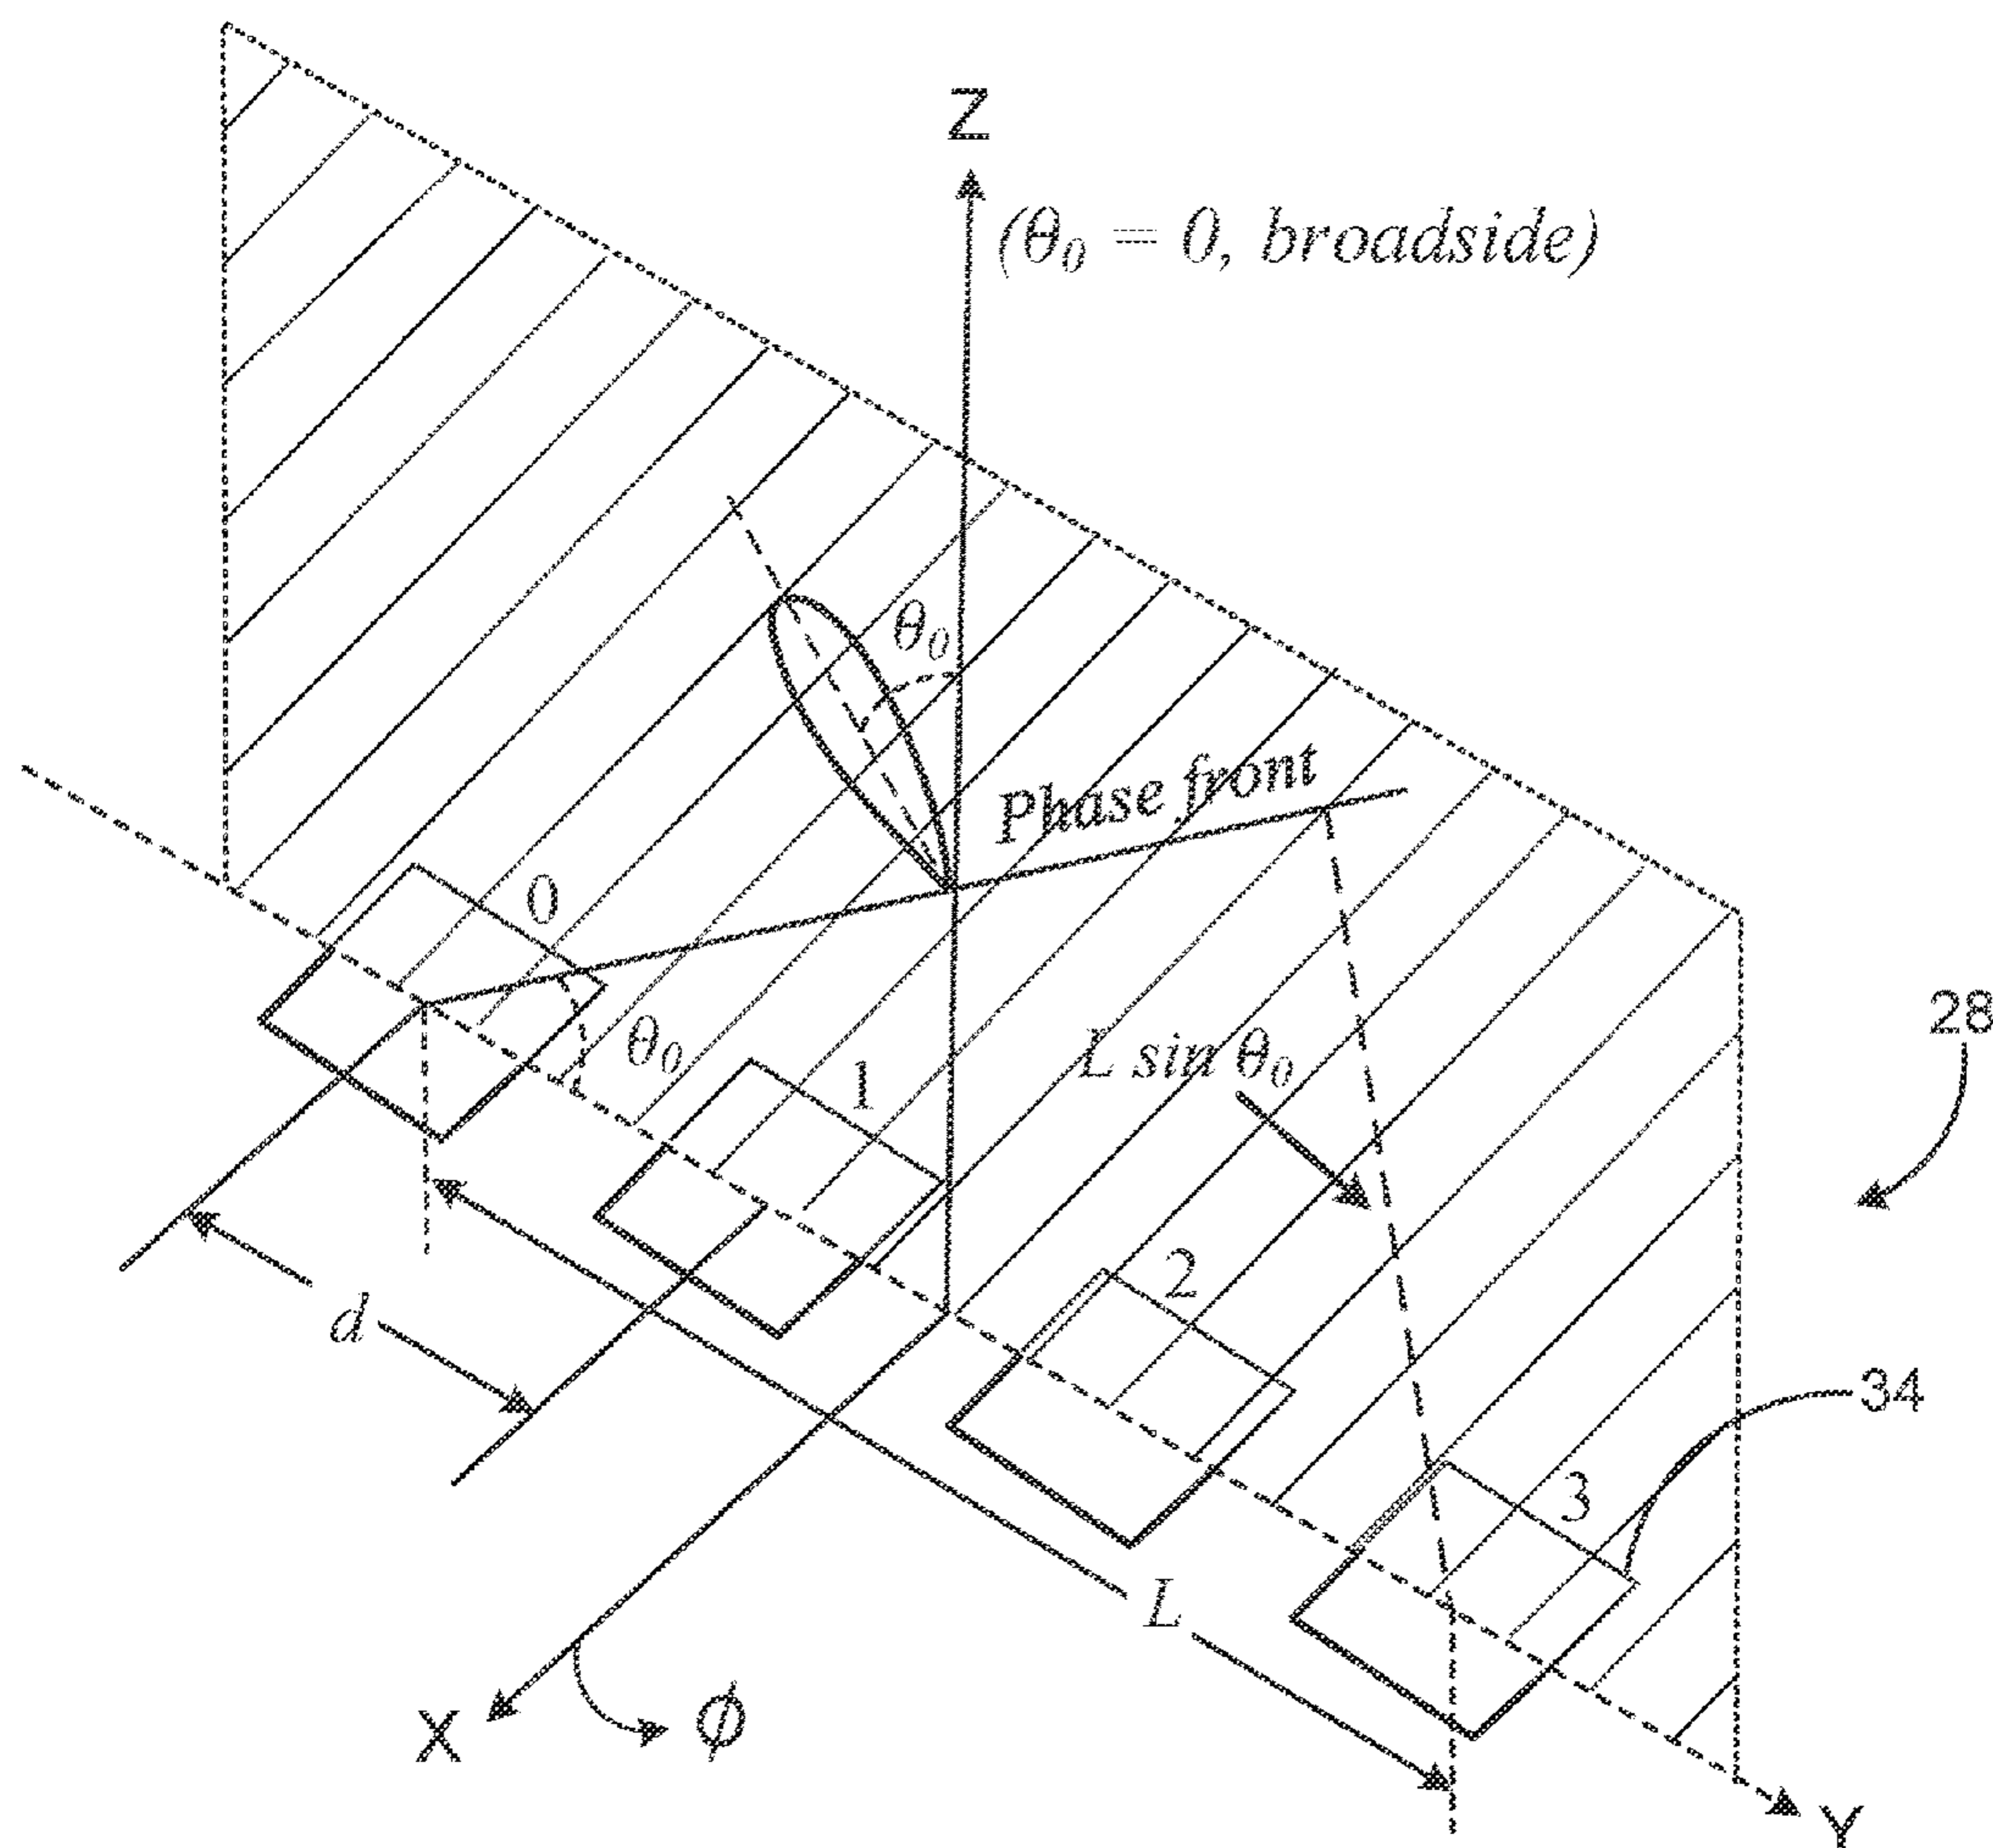 Z
(θ₀ = 0, broadside)
θ₀
Phase front
0
θ₀
1
L sin θ₀
28
d
2
34
3
L
X
ϕ
Y